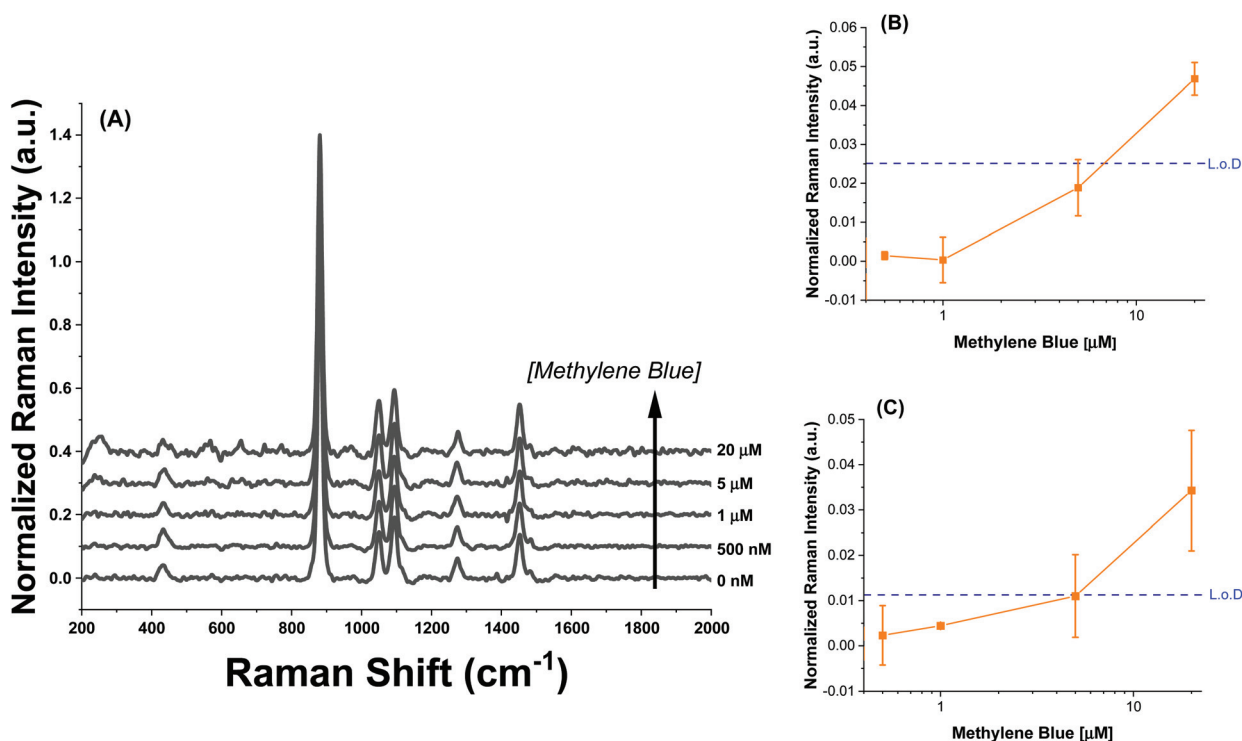 (A)
Normalized Raman Intensity (a.u.)
1.4
1.2
1.0
0.8
0.6
0.4
0.2
0.0
[Methylene Blue]
20 μM
5 μM
1 μM
500 nM
0 nM
200 400 600 800 1000 1200 1400 1600 1800 2000
Raman Shift (cm-1)
(B)
Normalized Raman Intensity (a.u.)
0.06
0.05
0.04
0.03
0.02
0.01
0.00
-0.01
L.o.D
1 10
Methylene Blue [μM]
(C)
Normalized Raman Intensity (a.u.)
0.05
0.04
0.03
0.02
0.01
0.00
-0.01
L.o.D
1 10
Methylene Blue [μM]